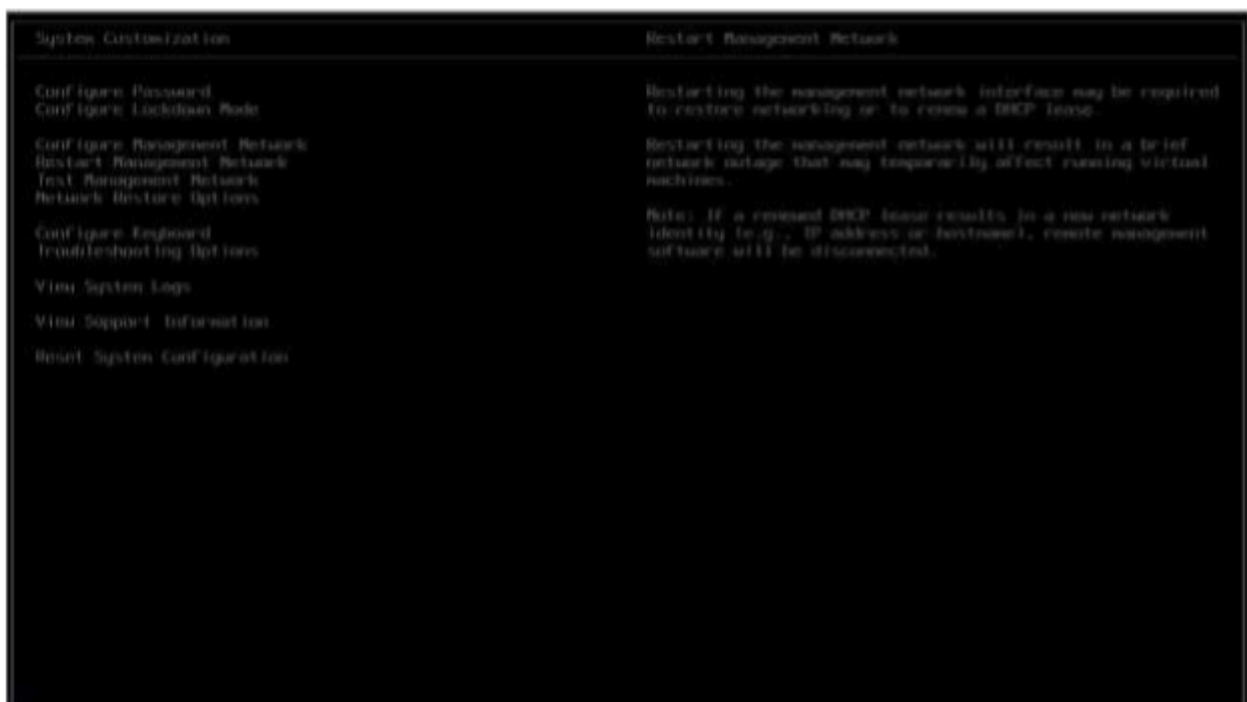 System Customization
Restart Management Network
Configure Password
Configure Lockdown Mode
Configure Management Network
Restart Management Network
Test Management Network
Network Restore Options
Configure Keyboard
Troubleshooting Options
View System Logs
View Support Information
Reset System Configuration
Restarting the management network interface may be required
to restore networking or to renew a DHCP lease.
Restarting the management network will result in a brief
network outage that may temporarily affect running virtual
machines.
Note: If a renewed DHCP lease results in a new network
identity (e.g., IP address or hostname), remote management
software will be disconnected.